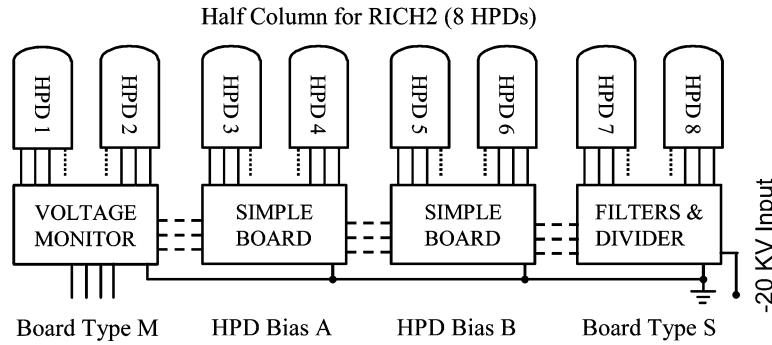 Half Column for RICH2 (8 HPDs)
HPD 1
HPD 2
HPD 3
HPD 4
HPD 5
HPD 6
HPD 7
HPD 8
VOLTAGE
MONITOR
SIMPLE
BOARD
SIMPLE
BOARD
FILTERS &
DIVIDER
-20 KV Input
Board Type M
HPD Bias A
HPD Bias B
Board Type S